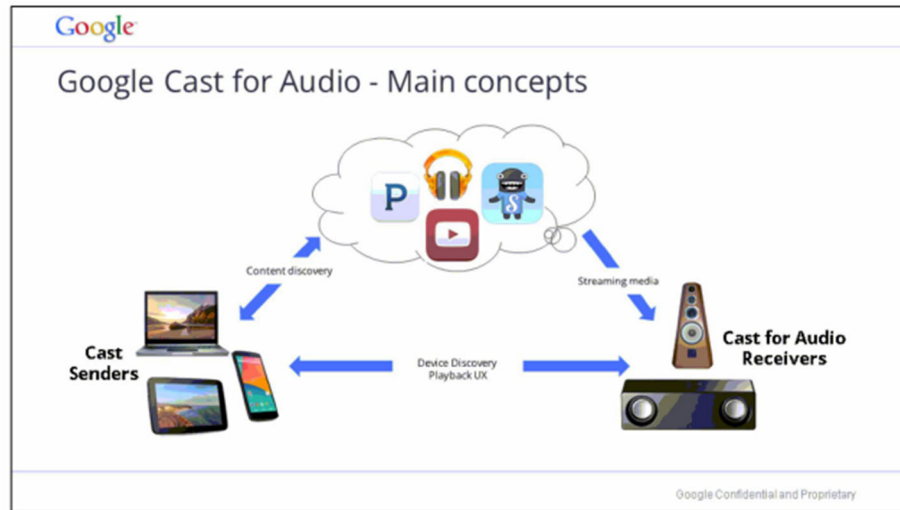 Google
Google Cast for Audio - Main concepts
P
S
Content discovery
Streaming media
Cast
Senders
Device Discovery
Playback UX
Cast for Audio
Receivers
Google Confidential and Proprietary